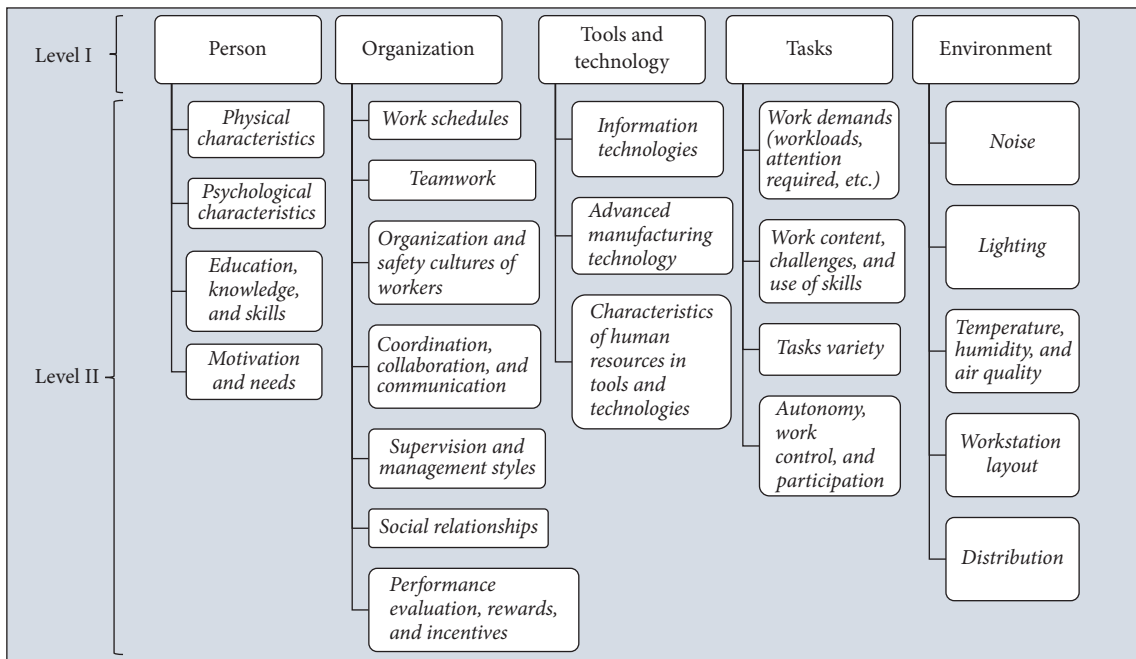 Level I
Person
Organization
Tools and
technology
Tasks
Environment
Level II
Physical
characteristics
Psychological
characteristics
Education,
knowledge,
and skills
Motivation
and needs
Work schedules
Teamwork
Organization and
safety cultures of
workers
Coordination,
collaboration, and
communication
Supervision and
management styles
Social relationships
Performance
evaluation, rewards,
and incentives
Information
technologies
Advanced
manufacturing
technology
Characteristics
of human
resources in
tools and
technologies
Work demands
(workloads,
attention
required, etc.)
Work content,
challenges, and
use of skills
Tasks variety
Autonomy,
work
control, and
participation
Noise
Lighting
Temperature,
humidity, and
air quality
Workstation
layout
Distribution